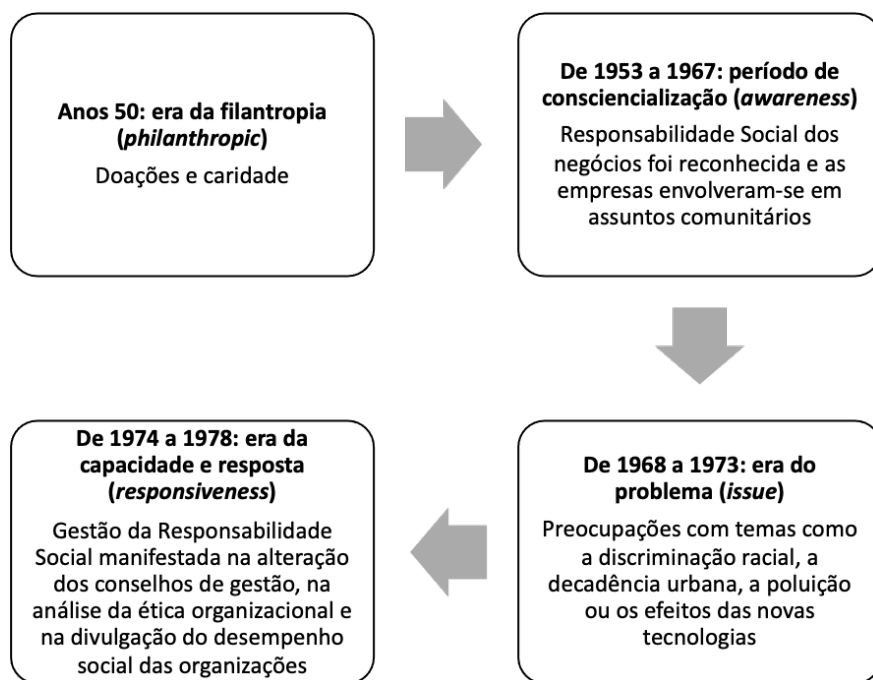 Anos 50: era da filantropia
(philanthropic)
Doações e caridade
De 1953 a 1967: período de
consciencialização (awareness)
Responsabilidade Social dos
negócios foi reconhecida e as
empresas envolveram-se em
assuntos comunitários
De 1968 a 1973: era do
problema (issue)
Preocupações com temas como
a discriminação racial, a
decadência urbana, a poluição
ou os efeitos das novas
tecnologias
De 1974 a 1978: era da
capacidade e resposta
(responsiveness)
Gestão da Responsabilidade
Social manifestada na alteração
dos conselhos de gestão, na
análise da ética organizacional e
na divulgação do desempenho
social das organizações